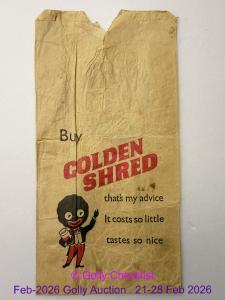 Buy
GOLDEN
SHRED
that's my advice
It costs so little
tastes so nice
© Golly Checklist
Feb-2026 Golly Auction 21-28 Feb 2026